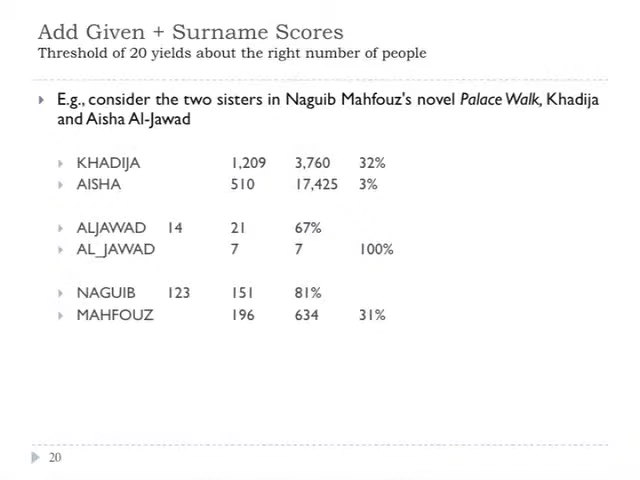 Add Given + Surname Scores
Threshold of 20 yields about the right number of people
E.g., consider the two sisters in Naguib Mahfouz's novel Palace Walk, Khadija
and Aisha Al-Jawad
KHADIJA 1,209 3,760 32%
AISHA 510 17,425 3%
ALJAWAD 14 21 67%
AL_JAWAD 7 7 100%
NAGUIB 123 151 81%
MAHFOUZ 196 634 31%
20